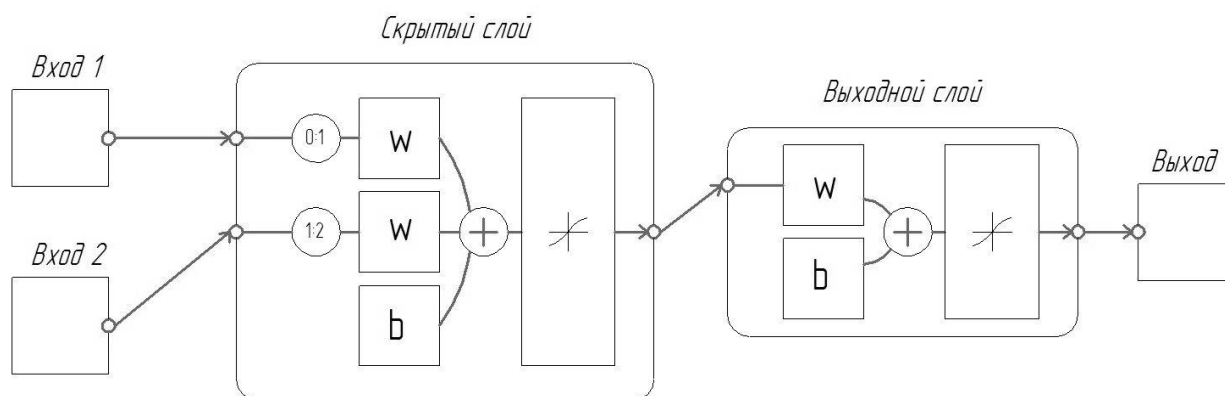 Скрытый слой
Вход 1
Выходной слой
0:1
w
w
Выход
1:2
w
Вход 2
b
b